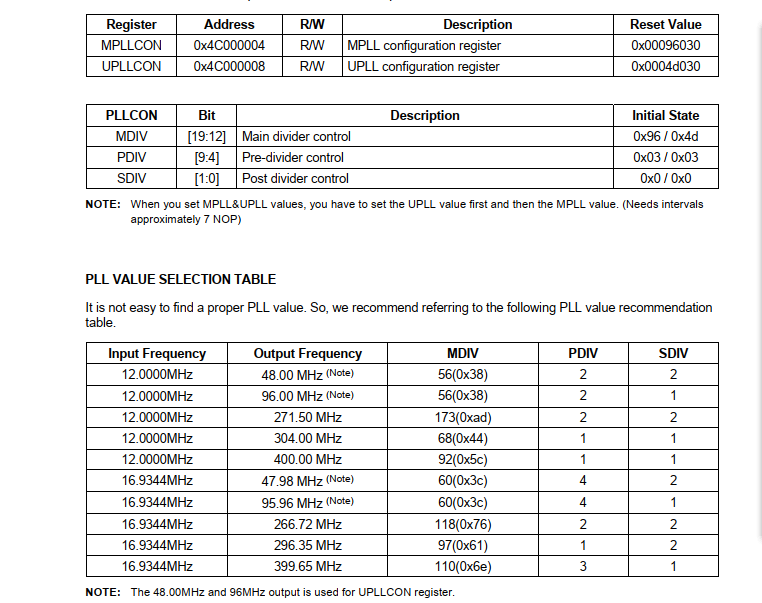 Register Address R/W Description Reset Value
MPLLCON 0x4C000004 R/W MPLL configuration register 0x00096030
UPLLCON 0x4C000008 R/W UPLL configuration register 0x0004d030
PLLCON Bit Description Initial State
MDIV [19:12] Main divider control 0x96 / 0x4d
PDIV [9:4] Pre-divider control 0x03 / 0x03
SDIV [1:0] Post divider control 0x0 / 0x0
NOTE: When you set MPLL&UPLL values, you have to set the UPLL value first and then the MPLL value. (Needs intervals
approximately 7 NOP)
PLL VALUE SELECTION TABLE
It is not easy to find a proper PLL value. So, we recommend referring to the following PLL value recommendation
table.
Input Frequency Output Frequency MDIV PDIV SDIV
12.0000MHz 48.00 MHz (Note) 56(0x38) 2 2
12.0000MHz 96.00 MHz (Note) 56(0x38) 2 1
12.0000MHz 271.50 MHz 173(0xad) 2 2
12.0000MHz 304.00 MHz 68(0x44) 1 1
12.0000MHz 400.00 MHz 92(0x5c) 1 1
16.9344MHz 47.98 MHz (Note) 60(0x3c) 4 2
16.9344MHz 95.96 MHz (Note) 60(0x3c) 4 1
16.9344MHz 266.72 MHz 118(0x76) 2 2
16.9344MHz 296.35 MHz 97(0x61) 1 2
16.9344MHz 399.65 MHz 110(0x6e) 3 1
NOTE: The 48.00MHz and 96MHz output is used for UPLLCON register.